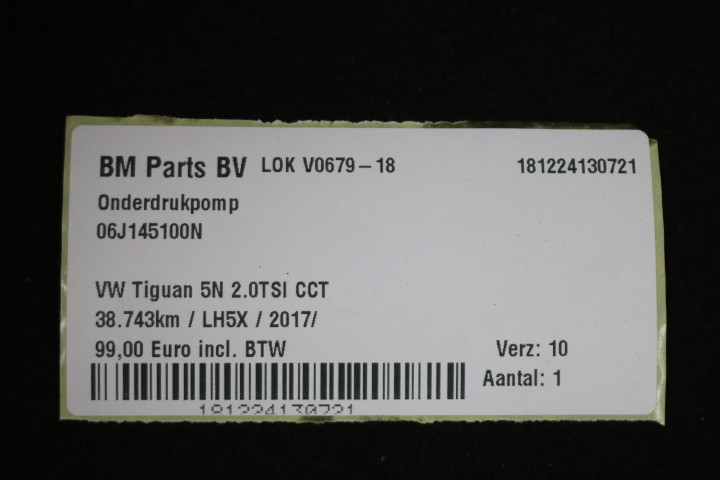 BM Parts BV LOK V0679-18 181224130721
Onderdrukpomp
06J145100N
VW Tiguan 5N 2.0TSI CCT
38.743km / LH5X / 2017/
99,00 Euro incl. BTW Verz: 10
Aantal: 1
181224130721